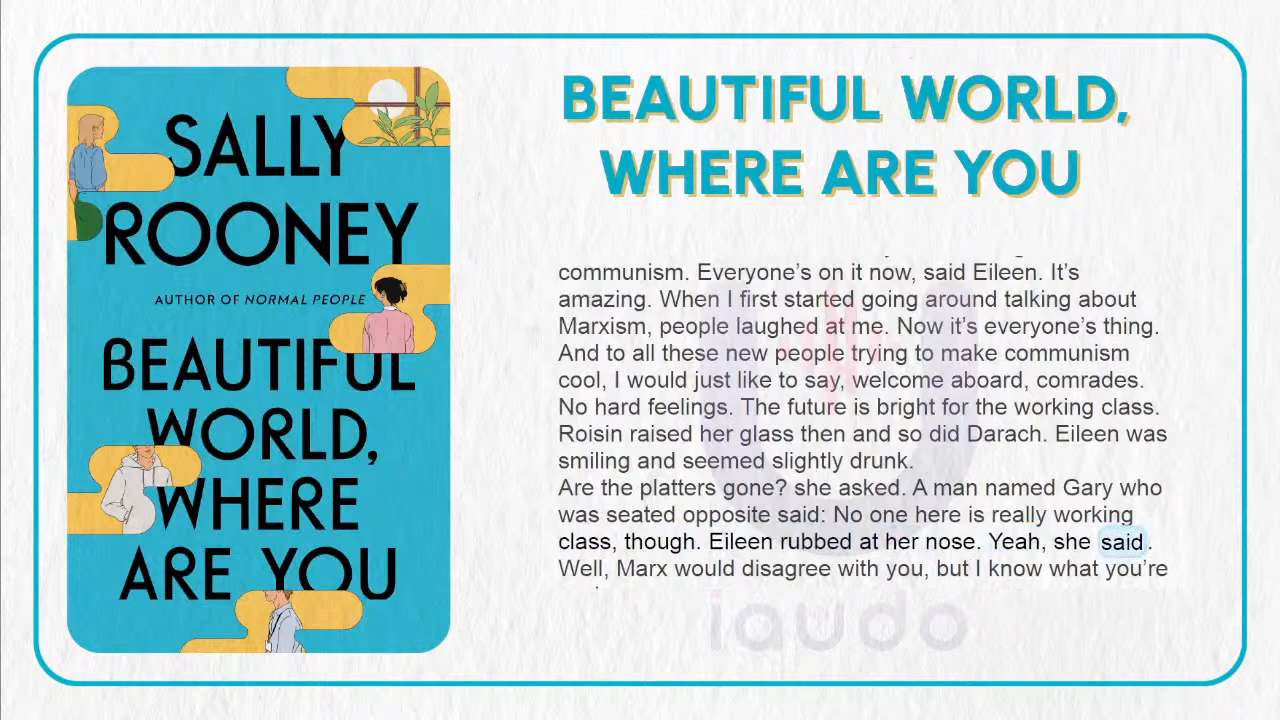 SALLY
ROONEY
AUTHOR OF NORMAL PEOPLE
BEAUTIFUL
WORLD,
WHERE
ARE YOU
BEAUTIFUL WORLD,
WHERE ARE YOU
communism. Everyone’s on it now, said Eileen. It’s
amazing. When I first started going around talking about
Marxism, people laughed at me. Now it’s everyone’s thing.
And to all these new people trying to make communism
cool, I would just like to say, welcome aboard, comrades.
No hard feelings. The future is bright for the working class.
Roisin raised her glass then and so did Darach. Eileen was
smiling and seemed slightly drunk.
Are the platters gone? she asked. A man named Gary who
was seated opposite said: No one here is really working
class, though. Eileen rubbed at her nose. Yeah, she said.
Well, Marx would disagree with you, but I know what you’re
iaudo